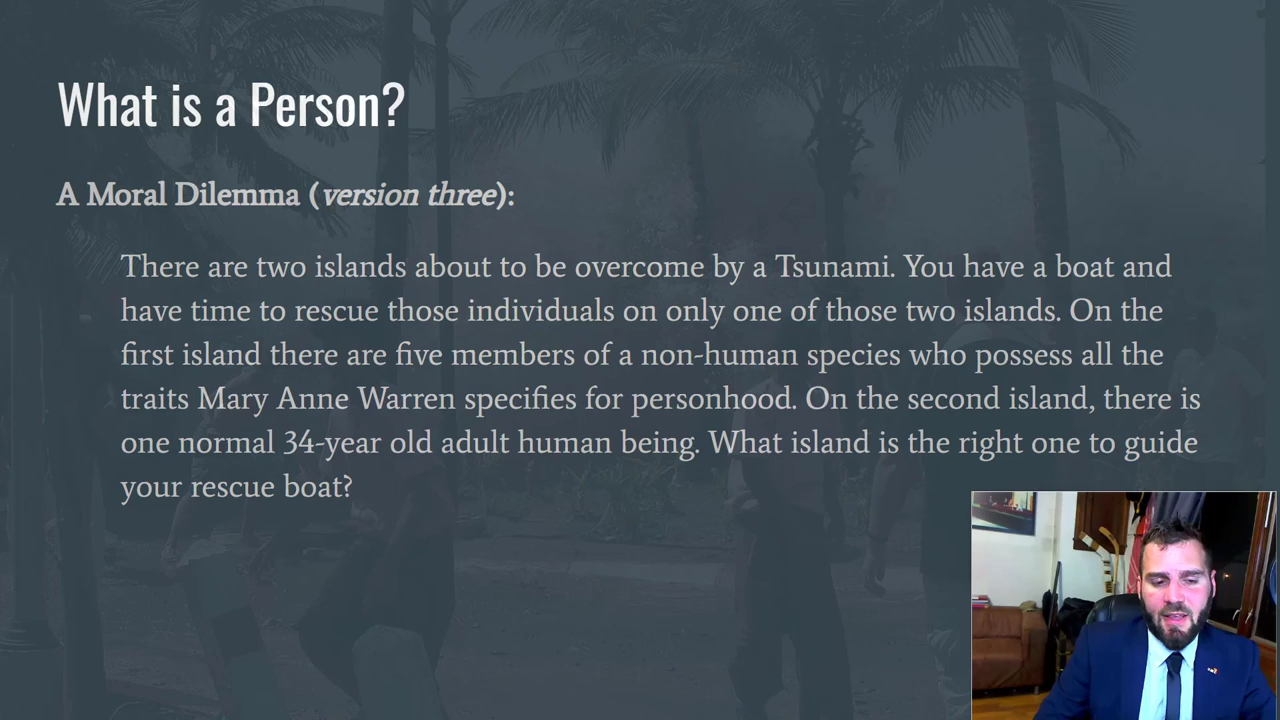 What is a Person?
A Moral Dilemma (version three):
There are two islands about to be overcome by a Tsunami. You have a boat and
have time to rescue those individuals on only one of those two islands. On the
first island there are five members of a non-human species who possess all the
traits Mary Anne Warren specifies for personhood. On the second island, there is
one normal 34-year old adult human being. What island is the right one to guide
your rescue boat?